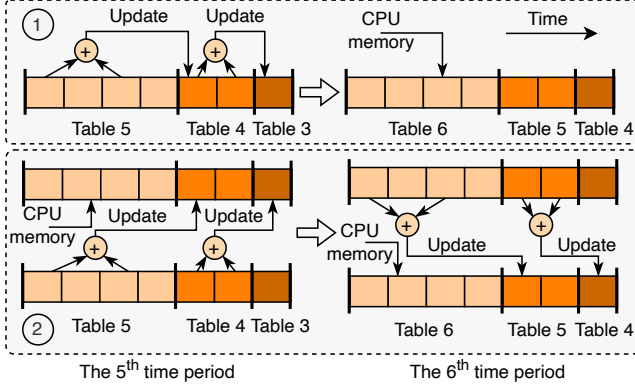 1
Update
Update
+
+
Table 5
Table 4
Table 3
CPU
memory
Time
Table 6
Table 5
Table 4
CPU
memory
Update
Update
+
+
Table 5
Table 4
Table 3
2
+
+
CPU
memory
Update
Update
Table 6
Table 5
Table 4
The 5th time period
The 6th time period